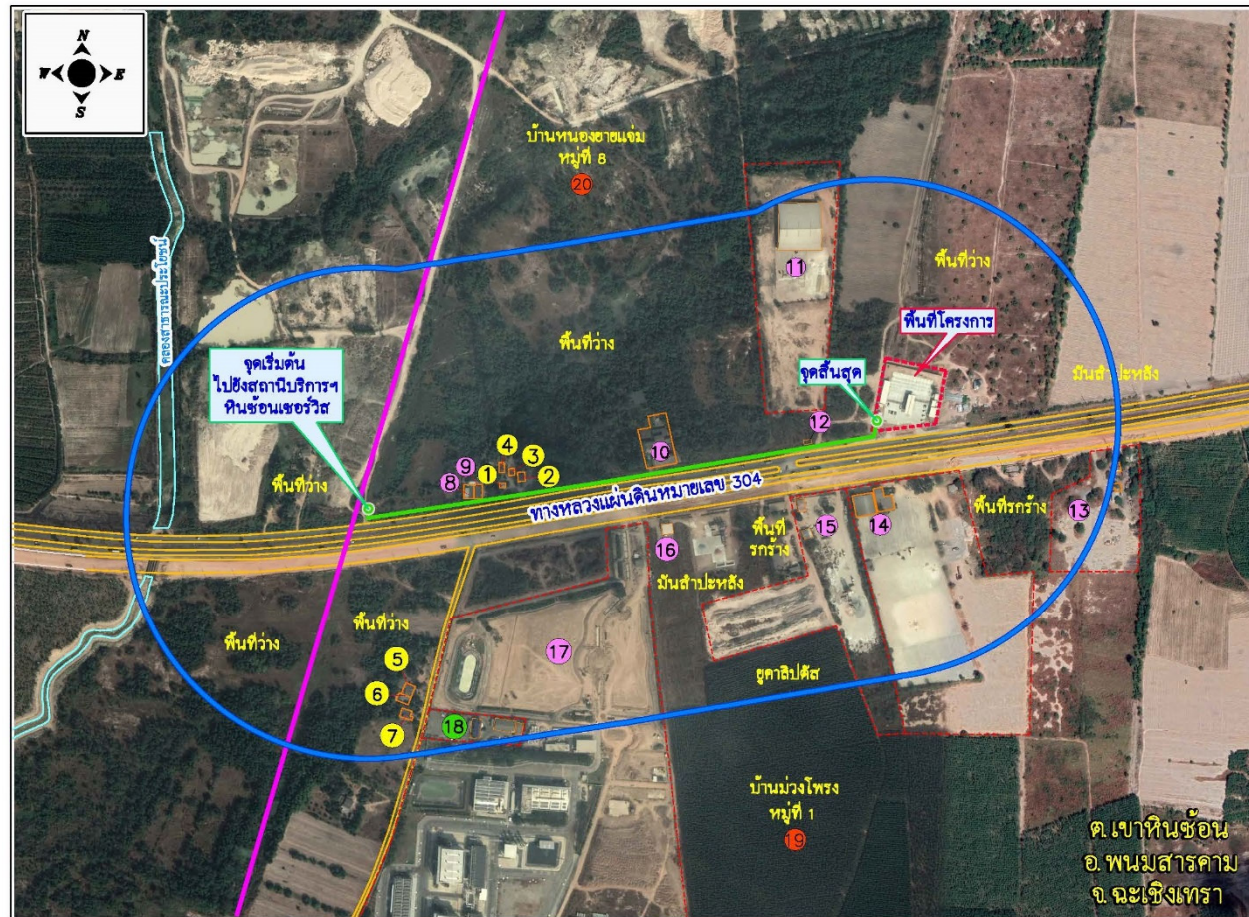 N
W E
S
บ้านหนองยายแจ่ม
หมู่ที่ 8
20
คลองสาธารณะประโยชน์
11
พื้นที่ว่าง
พื้นที่โครงการ
พื้นที่ว่าง
จุดเริ่มต้น
ไปยังสถานีบริการฯ
หินซ้อนเซอร์วิส
จุดสิ้นสุด
มันสำปะหลัง
12
10
4
3
9
1
2
8
พื้นที่ว่าง
ทางหลวงแผ่นดินหมายเลข 304
พื้นที่รกร้าง
13
15
14
พื้นที่
รกร้าง
16
มันสำปะหลัง
พื้นที่ว่าง
พื้นที่ว่าง
17
5
6
7
18
ยูคาลิปตัส
บ้านม่วงโพรง
หมู่ที่ 1
19
ต.เขาหินซ้อน
อ.พนมสารคาม
จ.ฉะเชิงเทรา